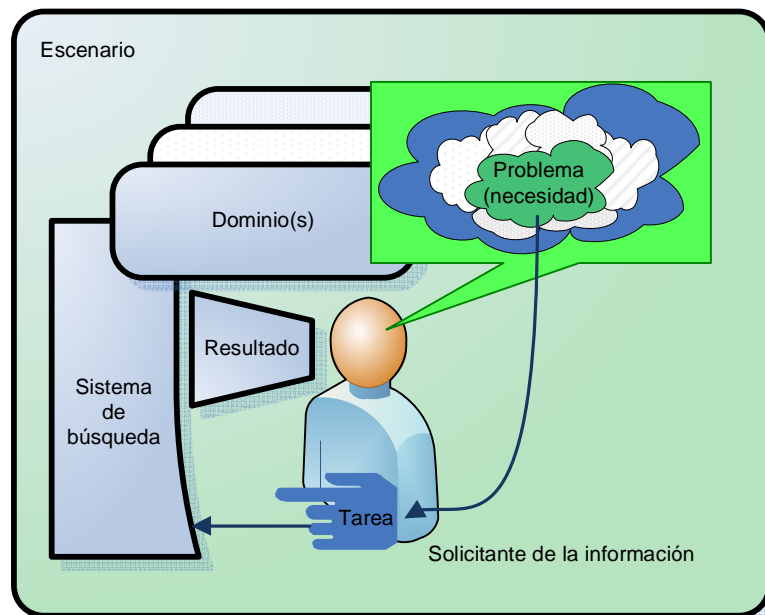 Escenario
Problema
(necesidad)
Dominio(s)
Resultado
Sistema
de
búsqueda
Tarea
Solicitante de la información